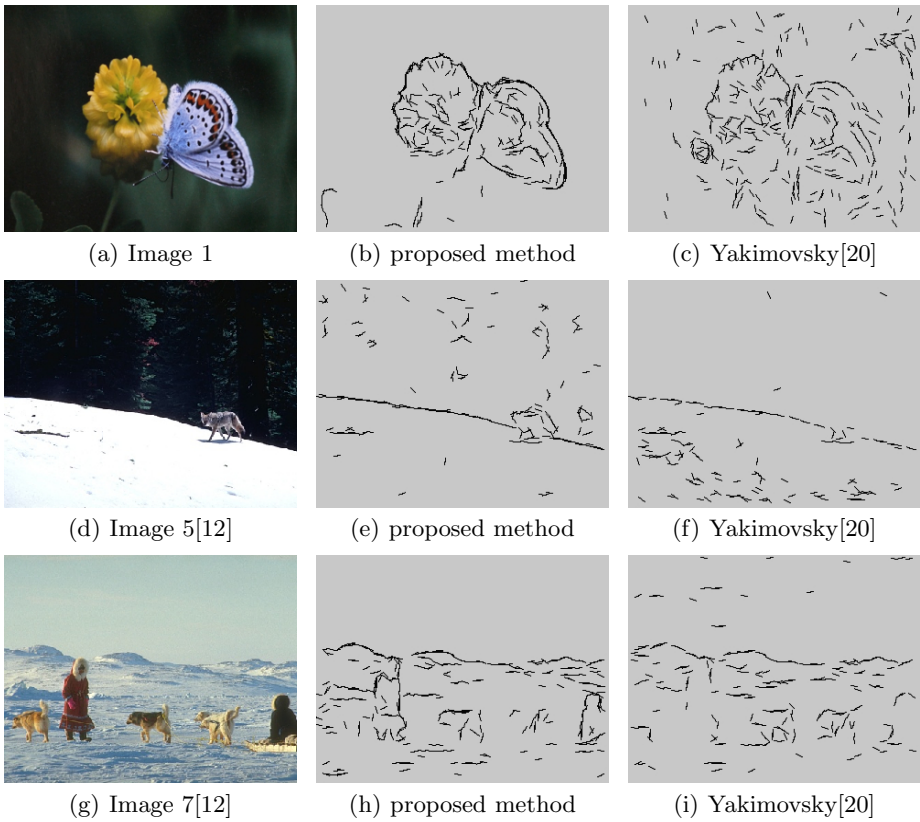 (a) Image 1
(b) proposed method
(c) Yakimovsky[20]
(d) Image 5[12]
(e) proposed method
(f) Yakimovsky[20]
(g) Image 7[12]
(h) proposed method
(i) Yakimovsky[20]